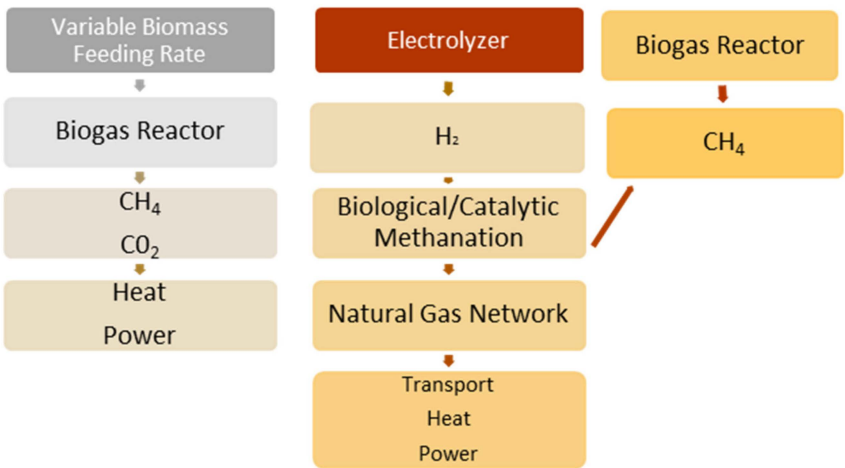 Variable Biomass
Feeding Rate
Biogas Reactor
CH₄
CO₂
Heat
Power
Electrolyzer
H₂
Biological/Catalytic
Methanation
Natural Gas Network
Transport
Heat
Power
Biogas Reactor
CH₄